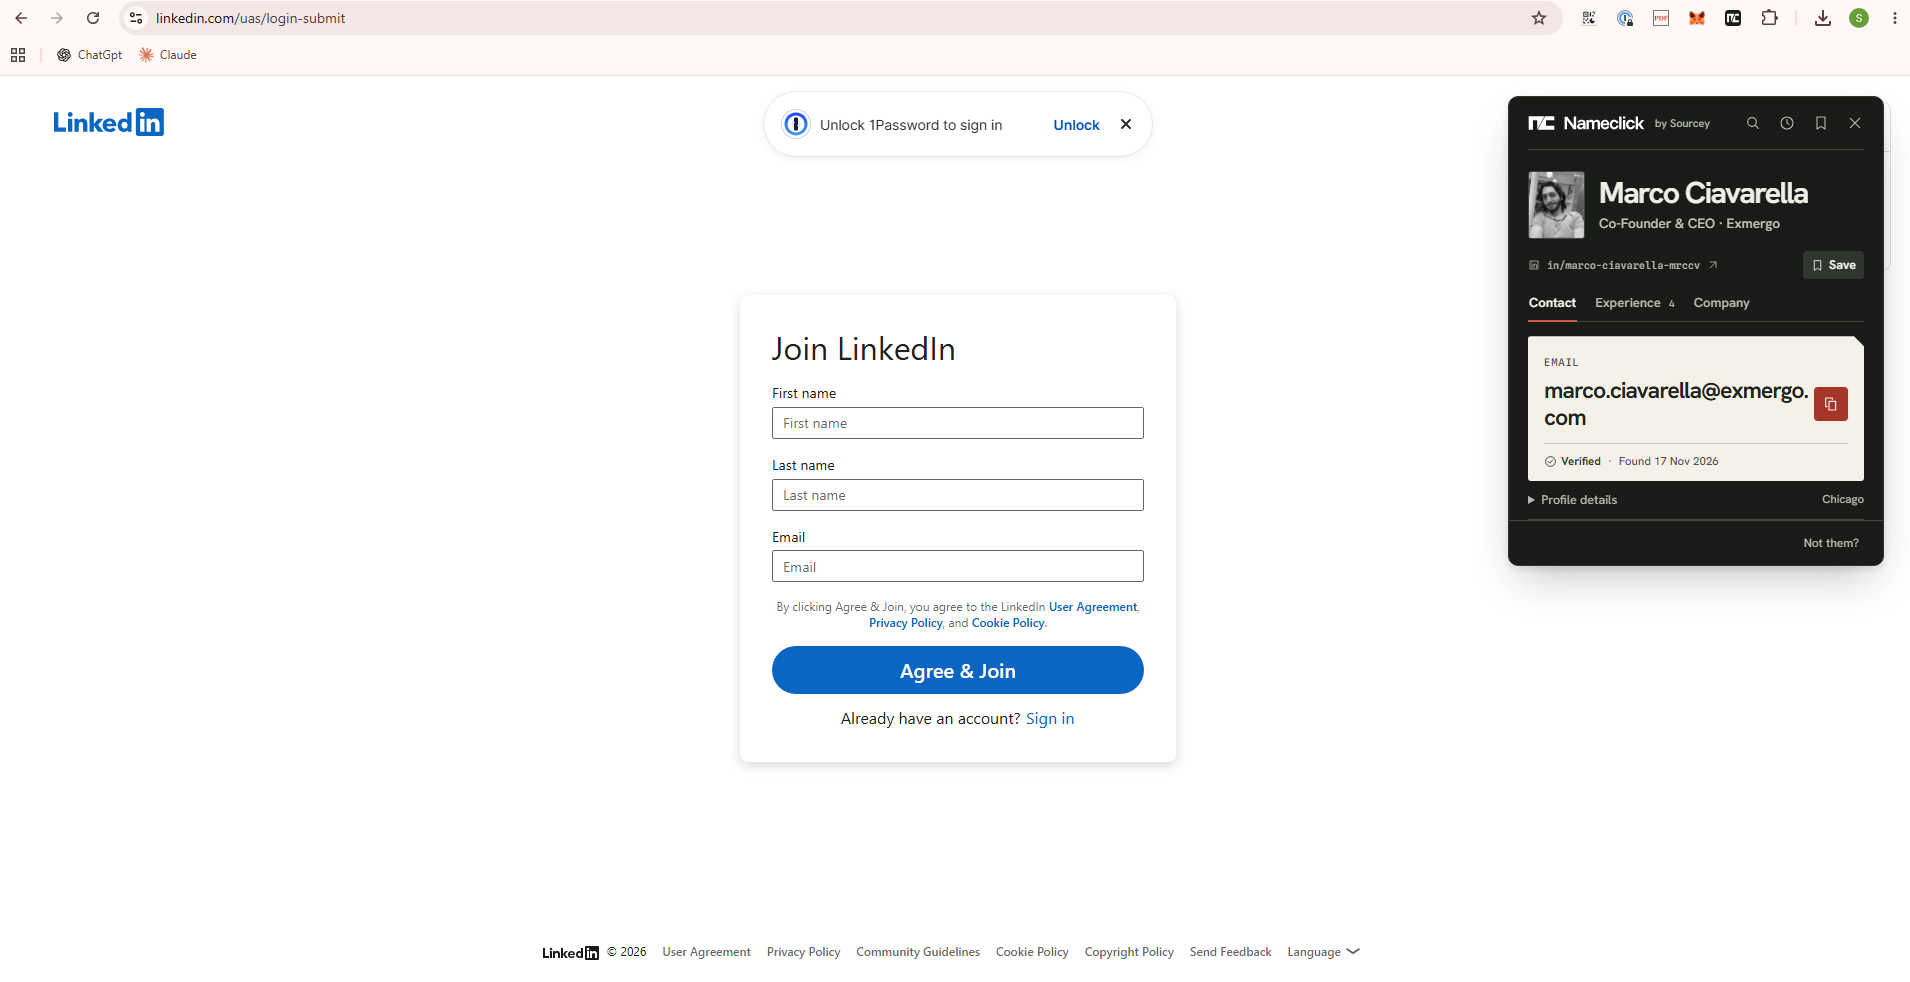 linkedin.com/uas/login-submit
PDF
S
ChatGpt
Claude
Linkedin
Unlock 1Password to sign in
Unlock
Join LinkedIn
First name
First name
Last name
Last name
Email
Email
By clicking Agree & Join, you agree to the LinkedIn User Agreement,
Privacy Policy, and Cookie Policy.
Agree & Join
Already have an account? Sign in
Nameclick by Sourcey
Marco Ciavarella
Co-Founder & CEO · Exmergo
in/marco-ciavarella-mrccv
Save
Contact
Experience 4
Company
EMAIL
marco.ciavarella@exmergo.
com
Verified · Found 17 Nov 2026
Profile details
Chicago
Not them?
Linkedin © 2026 User Agreement Privacy Policy Community Guidelines Cookie Policy Copyright Policy Send Feedback Language